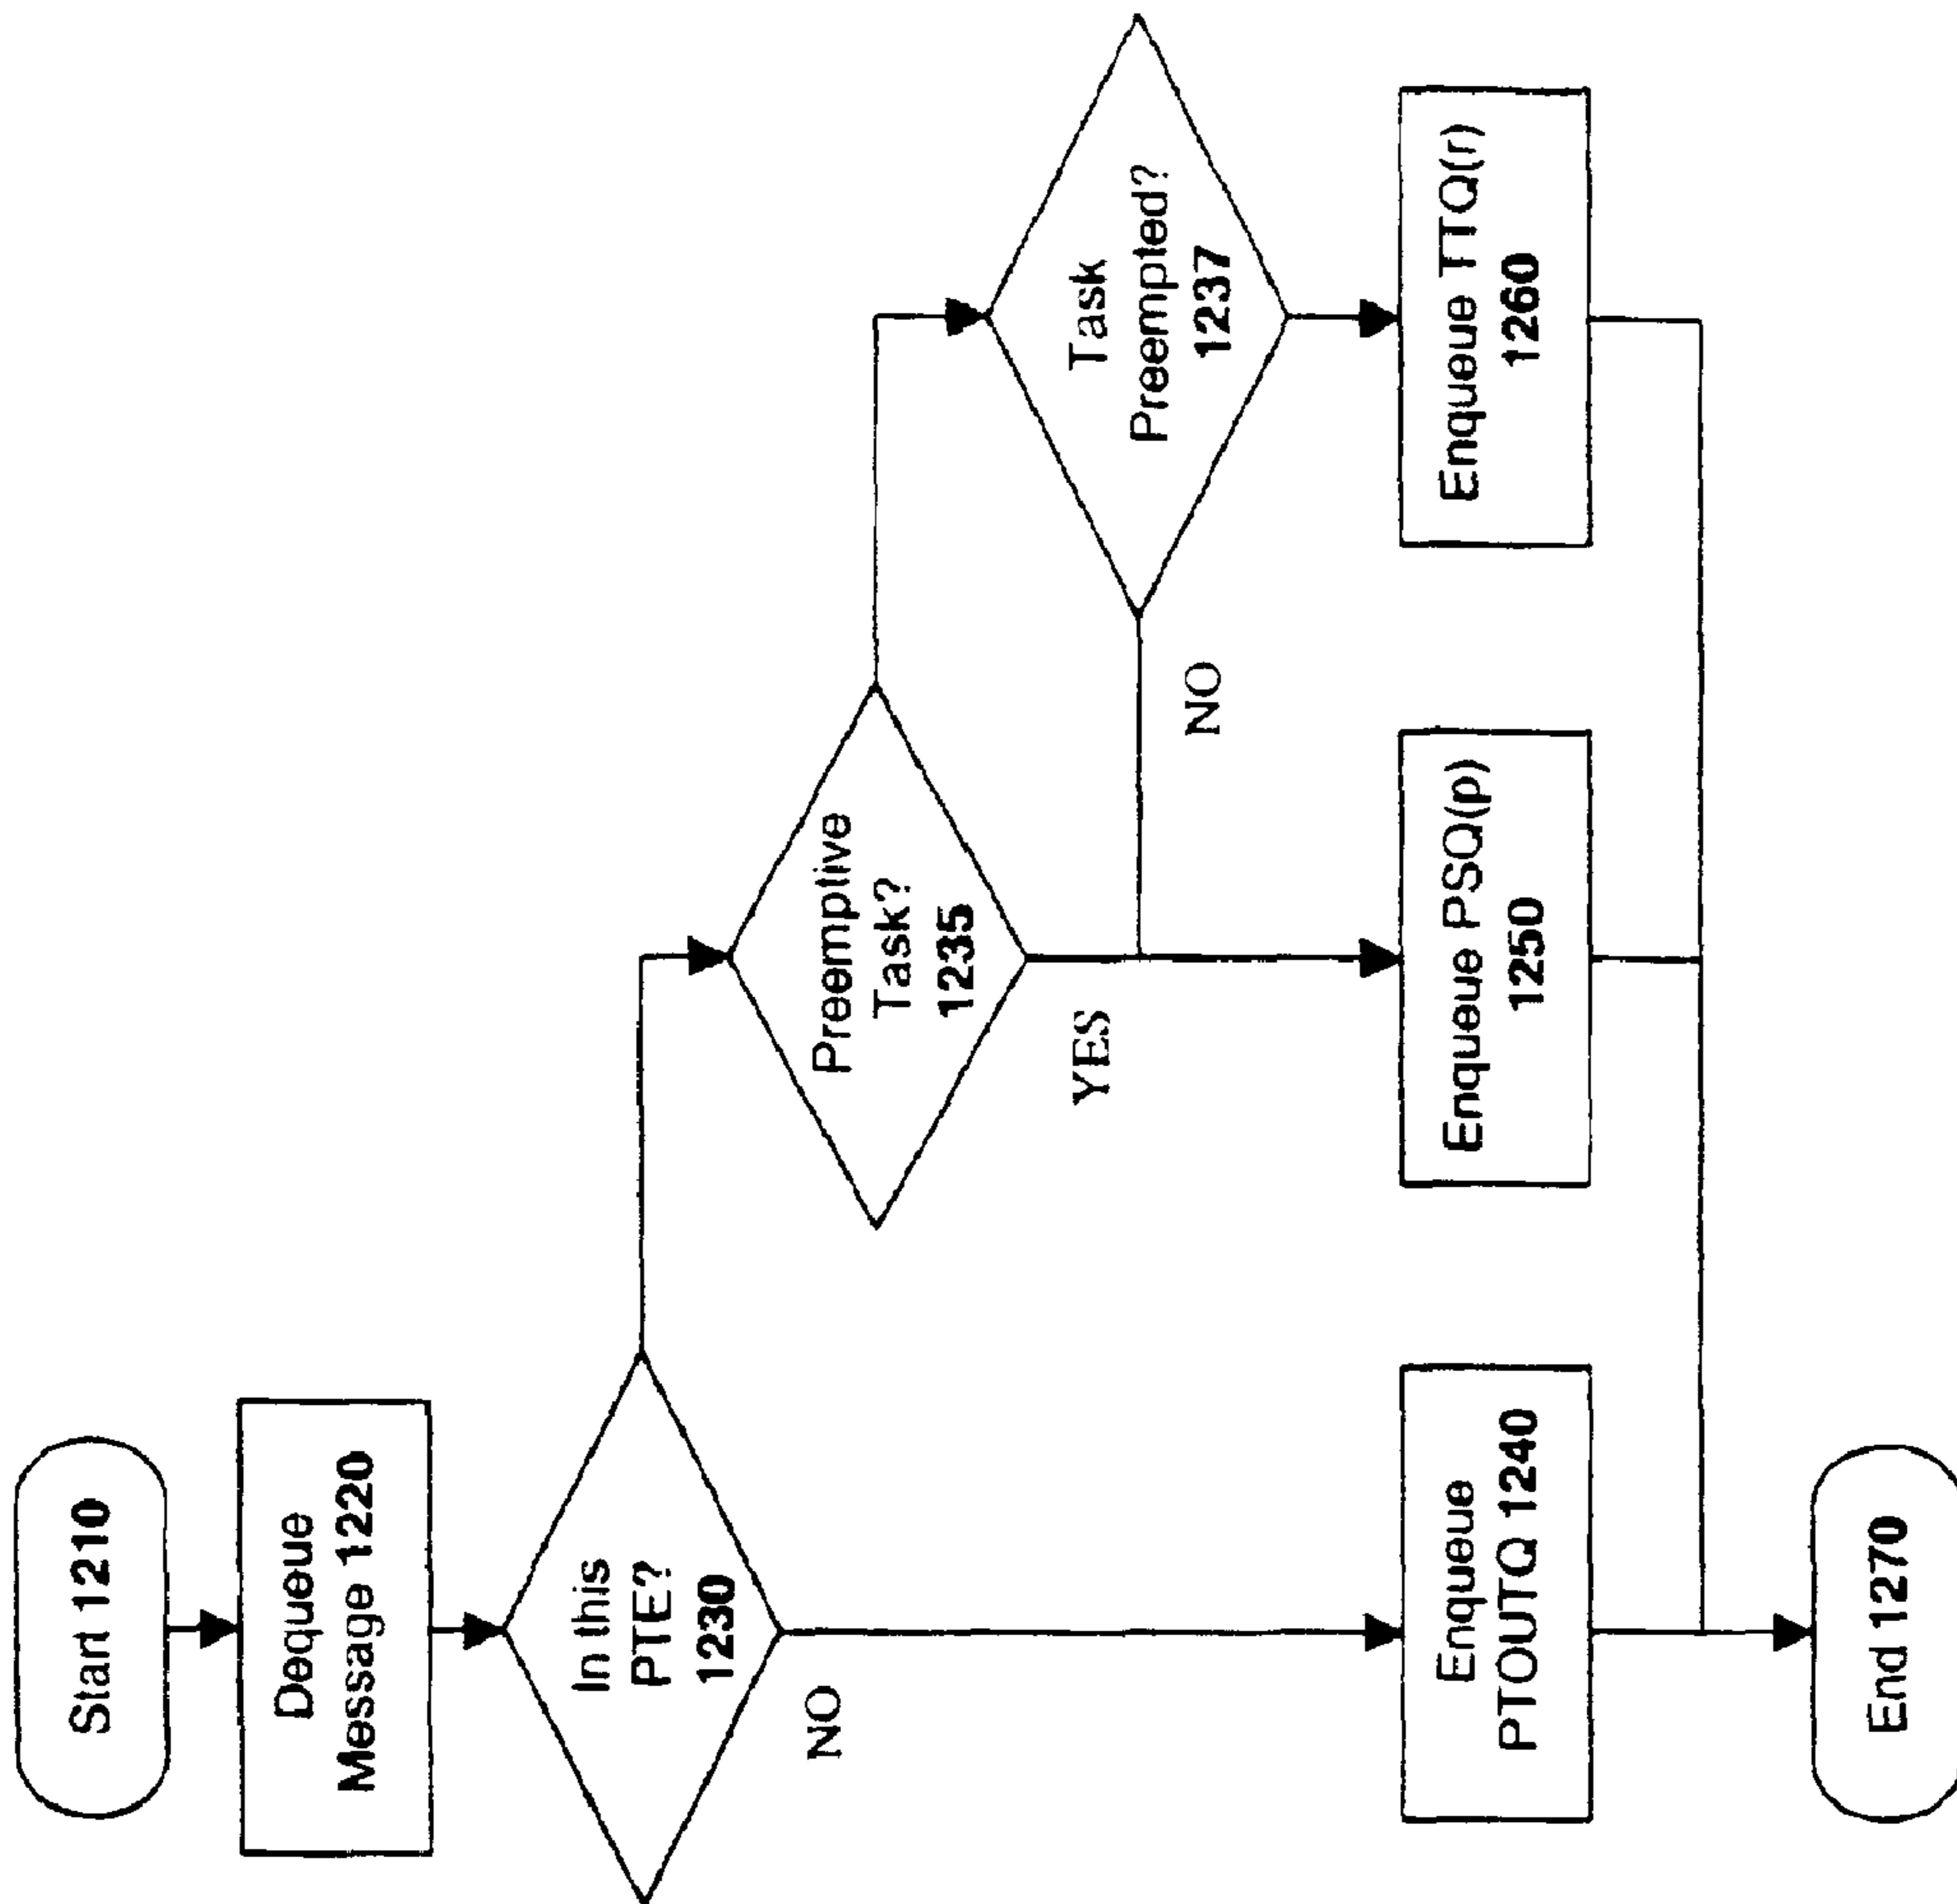 Start 1210
Dequeue
Message 1220
In this
PTE?
1230
NO
Preemptive
Task?
1235
YES
Task
Preempted?
1237
NO
Enqueue
PTOUTQ 1240
Enqueue PSQ(p)
1250
Enqueue TTQ(r)
1260
End 1270